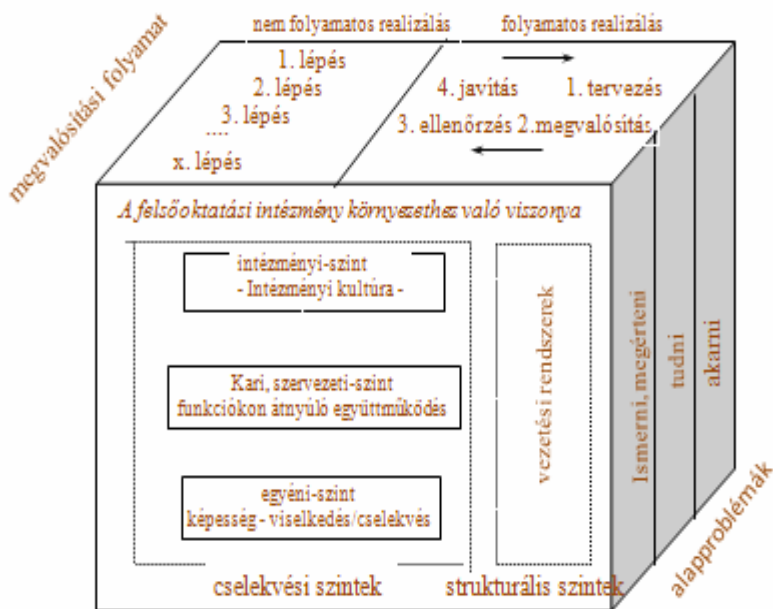 nem folyamatos realizálás
folyamatos realizálás
megvalósítási folyamat
1. lépés
2. lépés
3. lépés
....
x. lépés
4. javítás
1. tervezés
3. ellenőrzés 2.megvalósítás
A felsőoktatási intézmény környezethez való viszonya
intézményi-szint
- Intézményi kultúra -
Kari, szervezeti-szint
funkciókon átnyúló együttműködés
egyéni-szint
képesség - viselkedés/cselekvés
cselekvési szintek
vezetési rendszerek
strukturális szintek
Ismerni, megérteni
tudni
akarni
alapproblémák